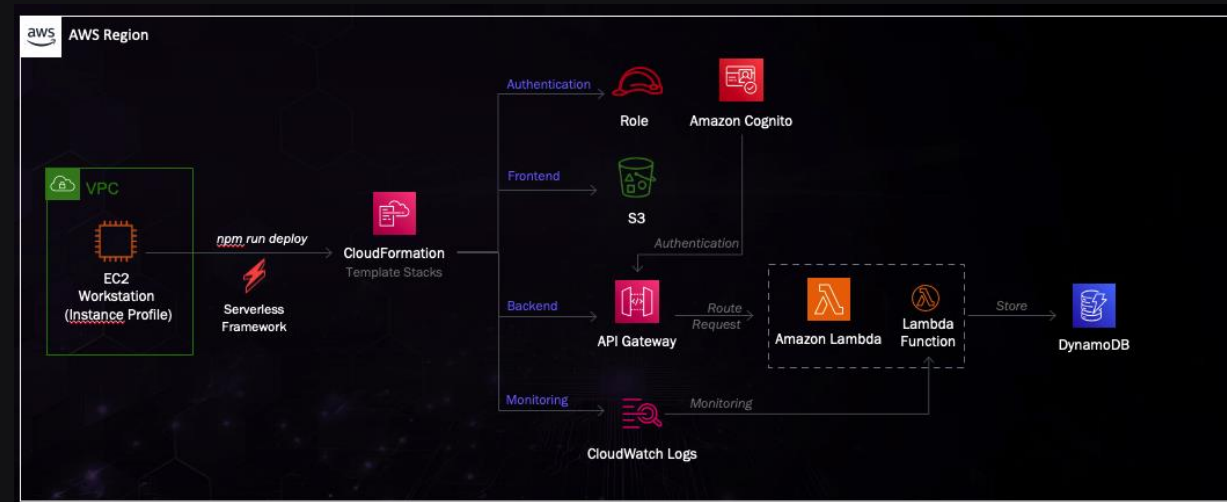 aws
AWS Region
Authentication
Role
Amazon Cognito
Frontend
S3
VPC
EC2
Workstation
(Instance Profile)
npm run deploy
Serverless
Framework
CloudFormation
Template Stacks
Authentication
Backend
API Gateway
Route
Request
Amazon Lambda
Lambda
Function
Store
DynamoDB
Monitoring
Monitoring
CloudWatch Logs